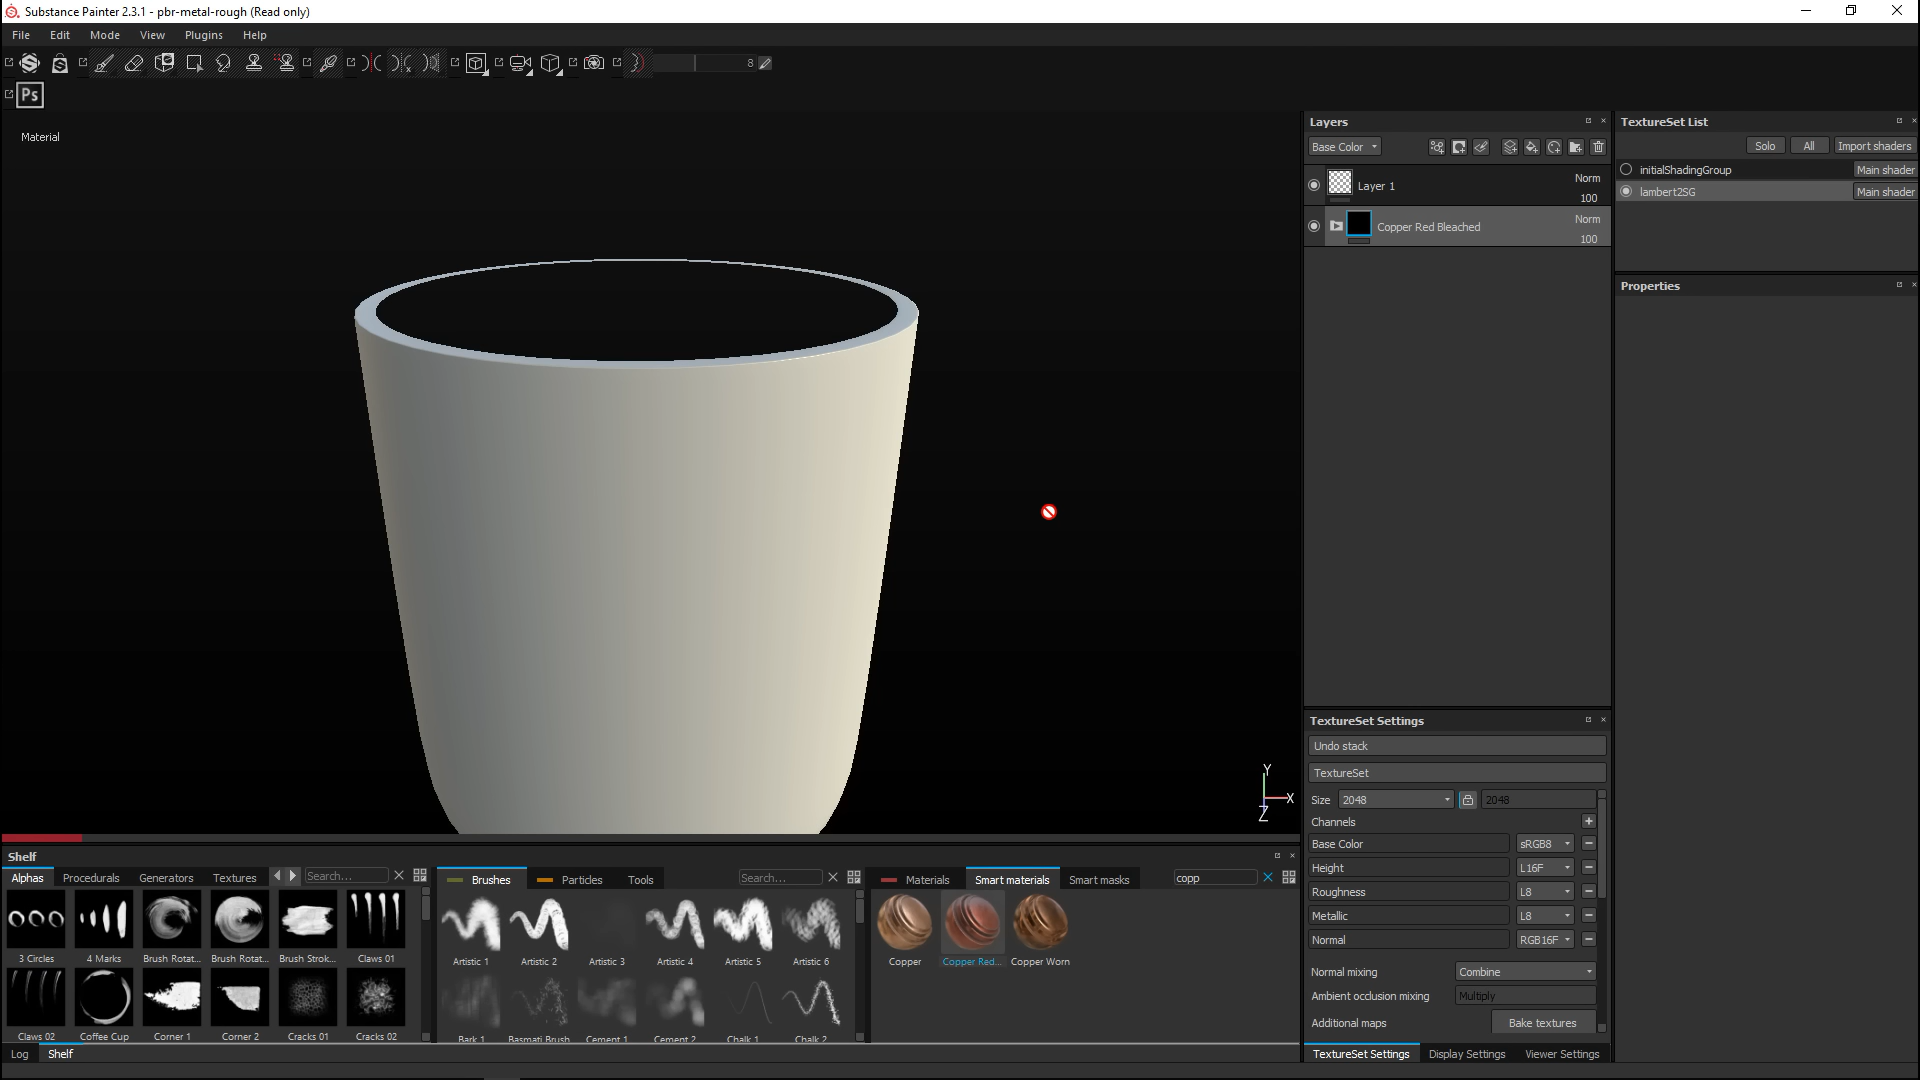 Substance Painter 2.3.1 - pbr-metal-rough (Read only)
File Edit Mode View Plugins Help
8
Ps
Material
Layers
Base Color
Layer 1
Norm
100
Copper Red Bleached
Norm
100
TextureSet List
Solo All Import shaders
initialShadingGroup Main shader
lambert2SG Main shader
Properties
Y
X
Z
TextureSet Settings
Undo stack
TextureSet
Size 2048 2048
Channels
Base Color sRGB8
Height L16F
Roughness L8
Metallic L8
Normal RGB16F
Normal mixing Combine
Ambient occlusion mixing Multiply
Additional maps Bake textures
TextureSet Settings Display Settings Viewer Settings
Shelf
Alphas Procedurals Generators Textures Search...
3 Circles 4 Marks Brush Rotat... Brush Rotat... Brush Strok... Claws 01
Claws 02 Coffee Cup Corner 1 Corner 2 Cracks 01 Cracks 02
Brushes Particles Tools Search...
Artistic 1 Artistic 2 Artistic 3 Artistic 4 Artistic 5 Artistic 6
Bark 1 Basmati Brush Cement 1 Cement 2 Chalk 1 Chalk 2
Materials Smart materials Smart masks copp
Copper Copper Red... Copper Worn
Log Shelf